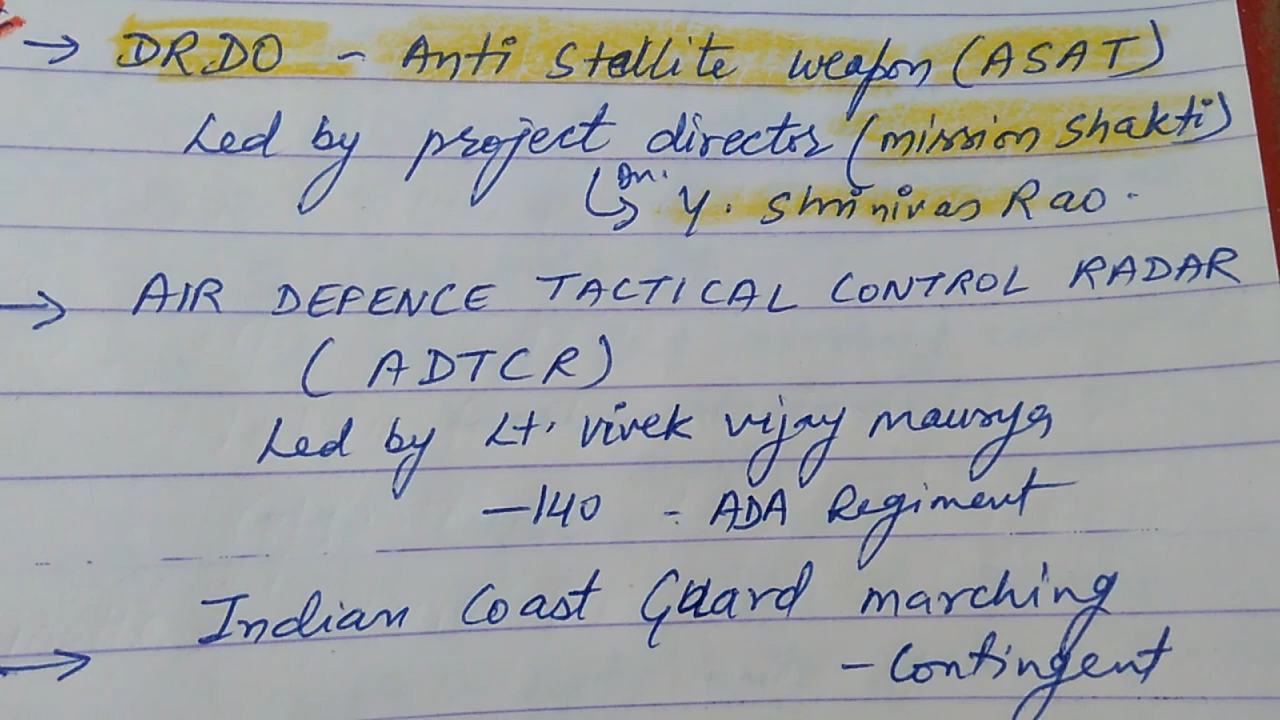 → DRDO - Anti Stellite weapon (ASAT)
Led by project director (mission Shakti)
↳ Dr. Y. Shrinivas Rao.
→ AIR DEFENCE TACTICAL CONTROL RADAR
(ADTCR)
Led by Lt. vivek vijay maurya
-140 - ADA Regiment
→ Indian Coast Guard marching
- Contingent